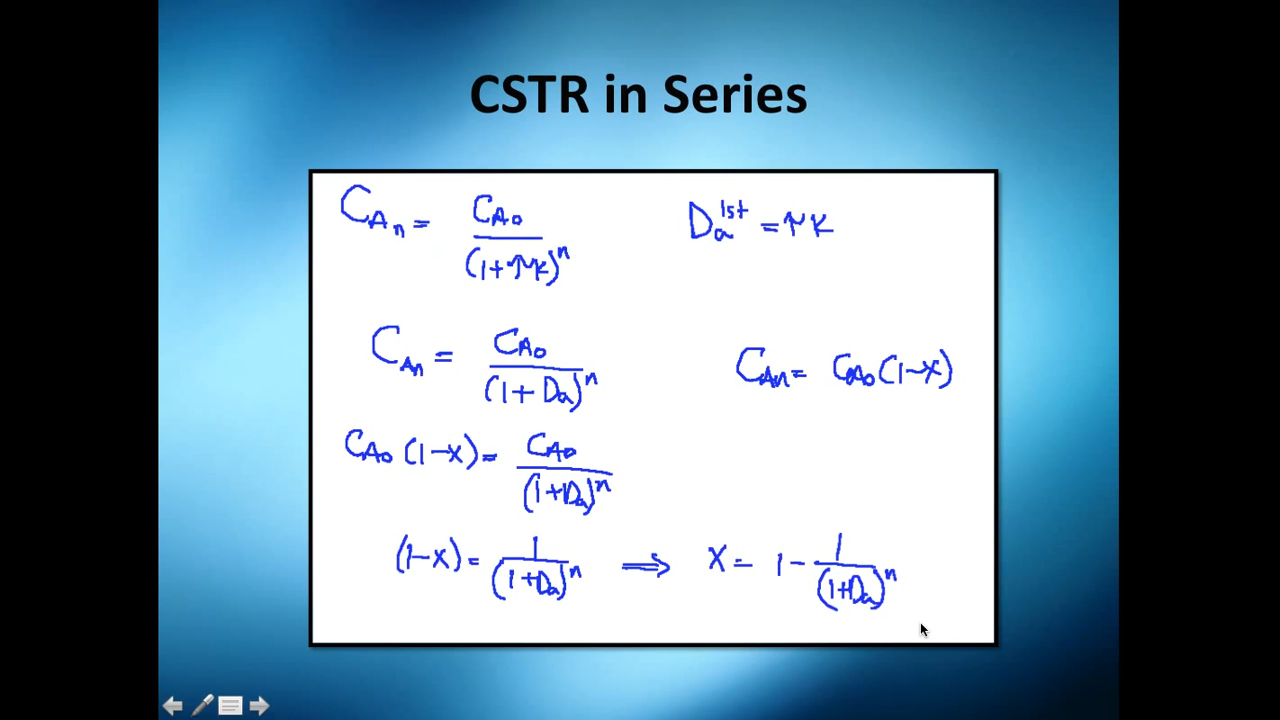 CSTR in Series
C_An = C_A0 / (1+τk)^n    Da^1st = τk
C_An = C_A0 / (1+Da)^n    C_An = C_A0 (1-X)
C_A0 (1-X) = C_A0 / (1+Da)^n
(1-X) = 1 / (1+Da)^n ⟹ X = 1 - 1 / (1+Da)^n